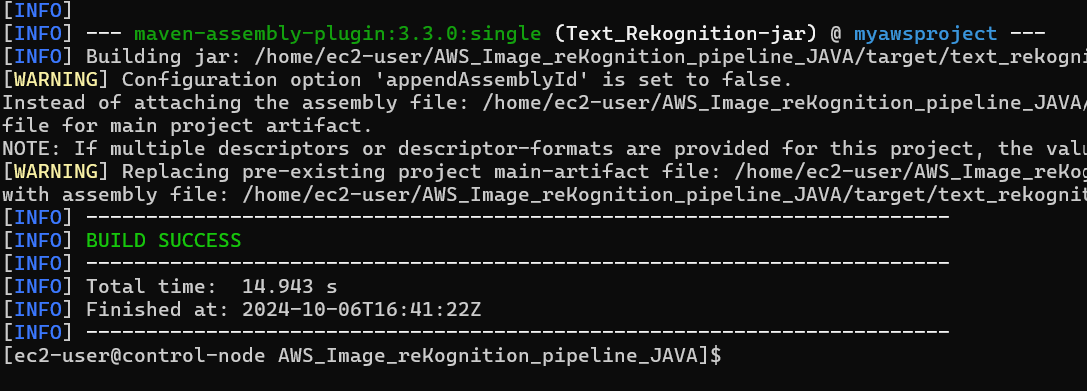 [INFO]
[INFO] --- maven-assembly-plugin:3.3.0:single (Text_Rekognition-jar) @ myawsproject ---
[INFO] Building jar: /home/ec2-user/AWS_Image_reKognition_pipeline_JAVA/target/text_rekogni
[WARNING] Configuration option 'appendAssemblyId' is set to false.
Instead of attaching the assembly file: /home/ec2-user/AWS_Image_reKognition_pipeline_JAVA/
file for main project artifact.
NOTE: If multiple descriptors or descriptor-formats are provided for this project, the valu
[WARNING] Replacing pre-existing project main-artifact file: /home/ec2-user/AWS_Image_reKog
with assembly file: /home/ec2-user/AWS_Image_reKognition_pipeline_JAVA/target/text_rekognit
[INFO] ------------------------------------------------------------------------
[INFO] BUILD SUCCESS
[INFO] ------------------------------------------------------------------------
[INFO] Total time:  14.943 s
[INFO] Finished at: 2024-10-06T16:41:22Z
[INFO] ------------------------------------------------------------------------
[ec2-user@control-node AWS_Image_reKognition_pipeline_JAVA]$